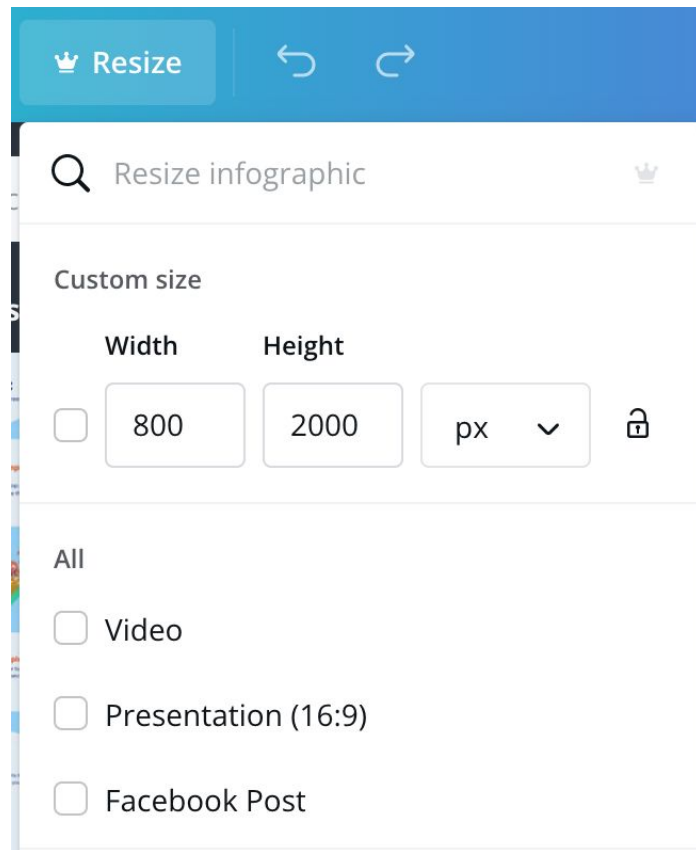 Resize
Resize infographic
Custom size
Width Height
800 2000 px
All
Video
Presentation (16:9)
Facebook Post